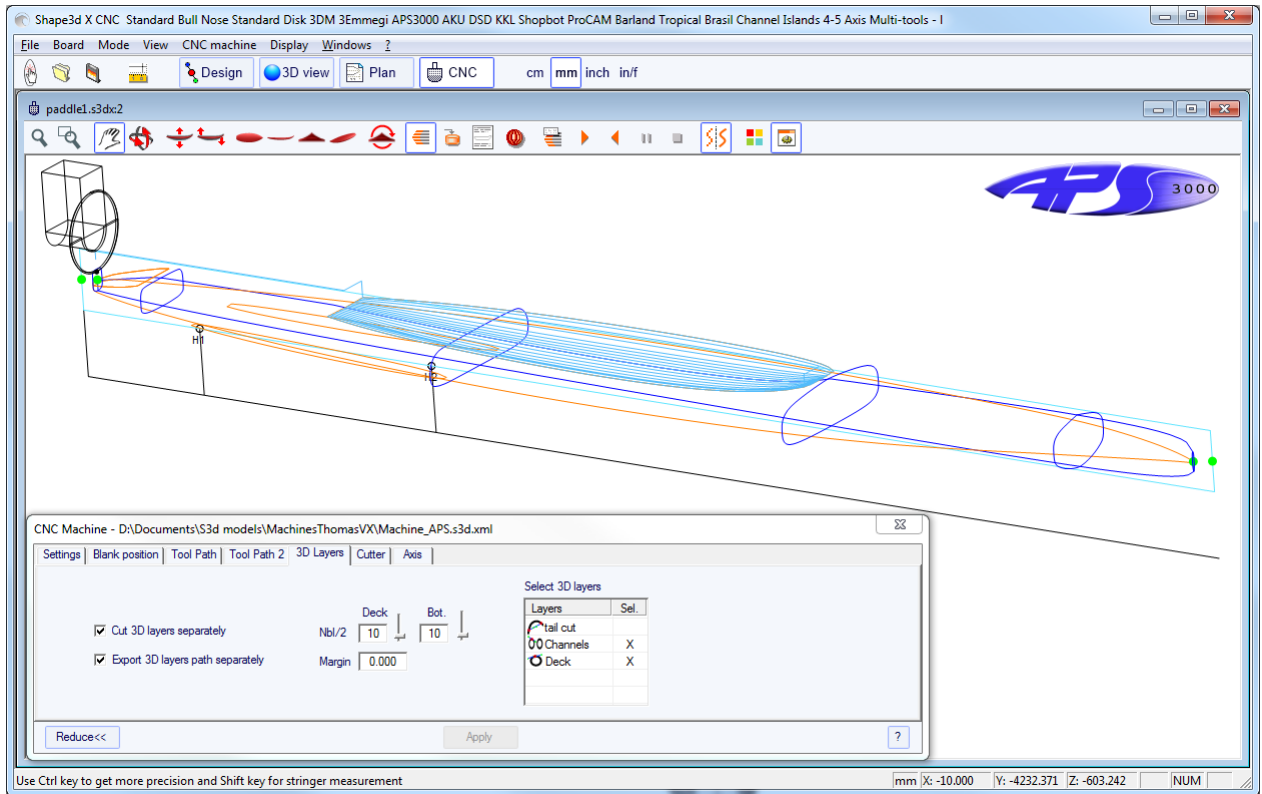 Shape3d X CNC Standard Bull Nose Standard Disk 3DM 3Emmegi APS3000 AKU DSD KKL Shopbot ProCAM Barland Tropical Brasil Channel Islands 4-5 Axis Multi-tools - I
File Board Mode View CNC machine Display Windows ?
Design 3D view Plan CNC cm mm inch in/f
paddle1.s3dx:2
APS 3000
H1
H2
CNC Machine - D:\Documents\S3d models\MachinesThomasVX\Machine_APS.s3d.xml
Settings Blank position Tool Path Tool Path 2 3D Layers Cutter Axis
Select 3D layers
Deck Bot. Layers Sel.
Cut 3D layers separately Nbl/2 10 10 tail cut
Channels X
Export 3D layers path separately Margin 0.000 Deck X
Reduce<< Apply ?
Use Ctrl key to get more precision and Shift key for stringer measurement mm X: -10.000 Y: -4232.371 Z: -603.242 NUM